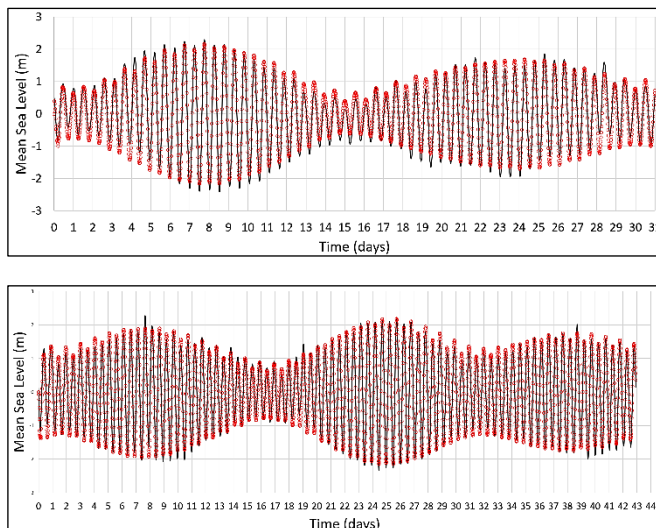 3
2
1
0
-1
-2
-3
Mean Sea Level (m)
0 1 2 3 4 5 6 7 8 9 10 11 12 13 14 15 16 17 18 19 20 21 22 23 24 25 26 27 28 29 30 31
Time (days)
Mean Sea Level (m)
0 1 2 3 4 5 6 7 8 9 10 11 12 13 14 15 16 17 18 19 20 21 22 23 24 25 26 27 28 29 30 31 32 33 34 35 36 37 38 39 40 41 42 43 44
Time (days)